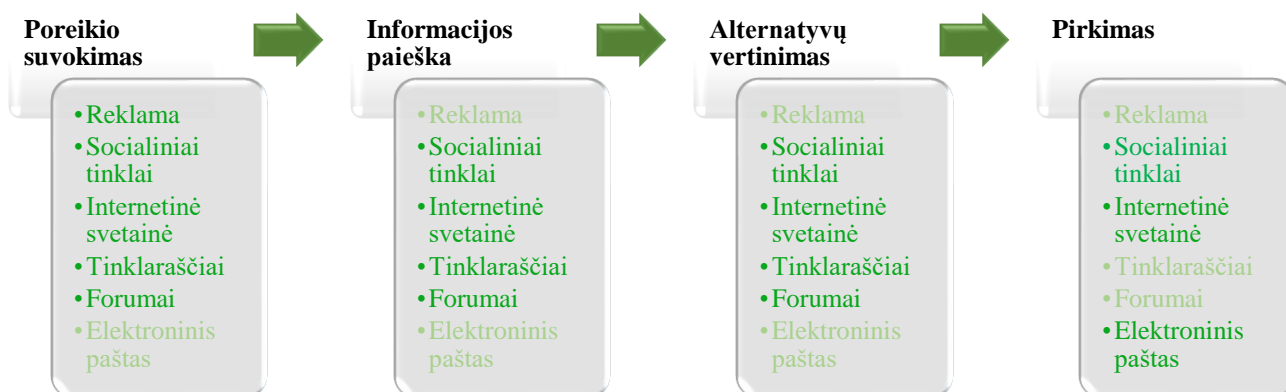 Poreikio
suvokimas
•Reklama
•Socialiniai
tinklai
•Internetinė
svetainė
•Tinklaraščiai
•Forumai
•Elektroninis
paštas
Informacijos
paieška
•Reklama
•Socialiniai
tinklai
•Internetinė
svetainė
•Tinklaraščiai
•Forumai
•Elektroninis
paštas
Alternatyvų
vertinimas
•Reklama
•Socialiniai
tinklai
•Internetinė
svetainė
•Tinklaraščiai
•Forumai
•Elektroninis
paštas
Pirkimas
•Reklama
•Socialiniai
tinklai
•Internetinė
svetainė
•Tinklaraščiai
•Forumai
•Elektroninis
paštas